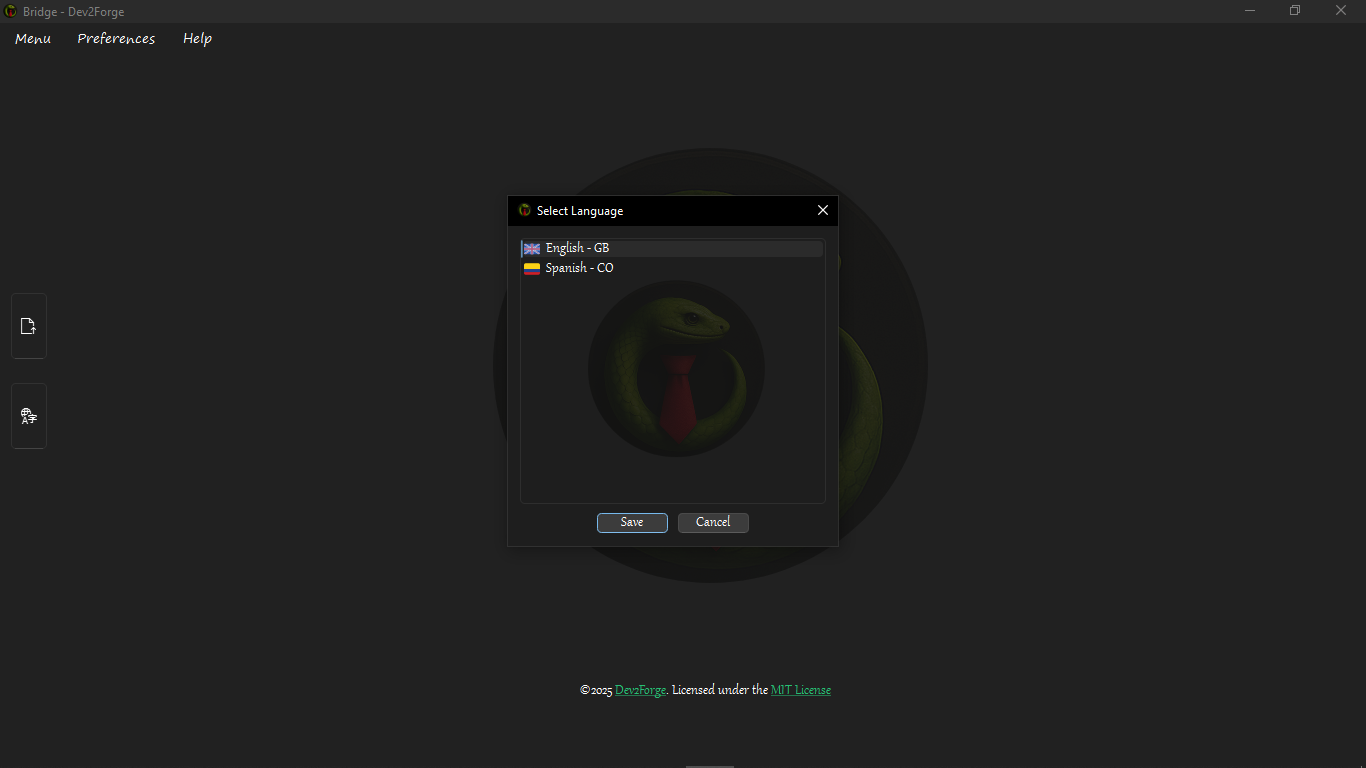 Bridge - Dev2Forge
Menu Preferences Help
Select Language
English - GB
Spanish - CO
Save Cancel
©2025 Dev2Forge. Licensed under the MIT License